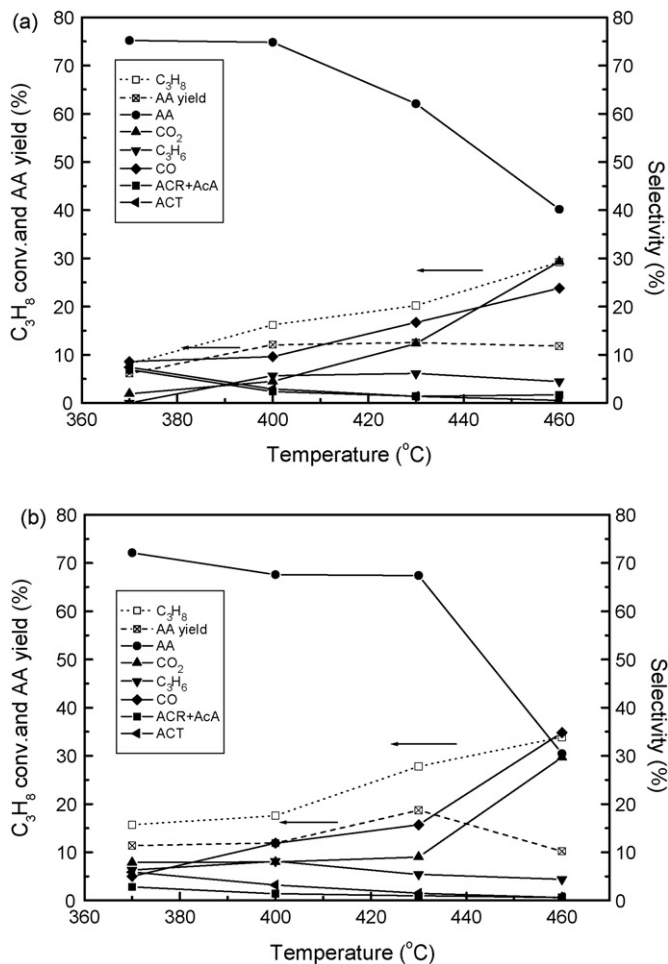 (a)
80
70
60
50
40
30
20
10
0
C3H8 conv.and AA yield (%)
C3H8
AA yield
AA
CO2
C3H6
CO
ACR+AcA
ACT
80
70
60
50
40
30
20
10
0
Selectivity (%)
360 380 400 420 440 460
Temperature (°C)
(b)
80
70
60
50
40
30
20
10
0
C3H8 conv.and AA yield (%)
C3H8
AA yield
AA
CO2
C3H6
CO
ACR+AcA
ACT
80
70
60
50
40
30
20
10
0
Selectivity (%)
360 380 400 420 440 460
Temperature (°C)